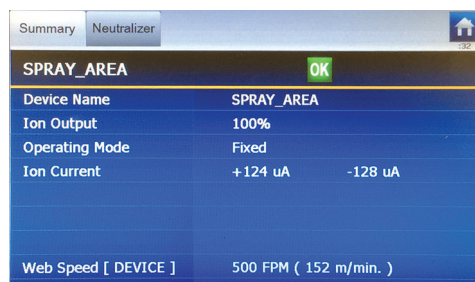 Summary Neutralizer
:32
SPRAY_AREA OK
Device Name SPRAY_AREA
Ion Output 100%
Operating Mode Fixed
Ion Current +124 uA -128 uA
Web Speed [ DEVICE ] 500 FPM ( 152 m/min. )